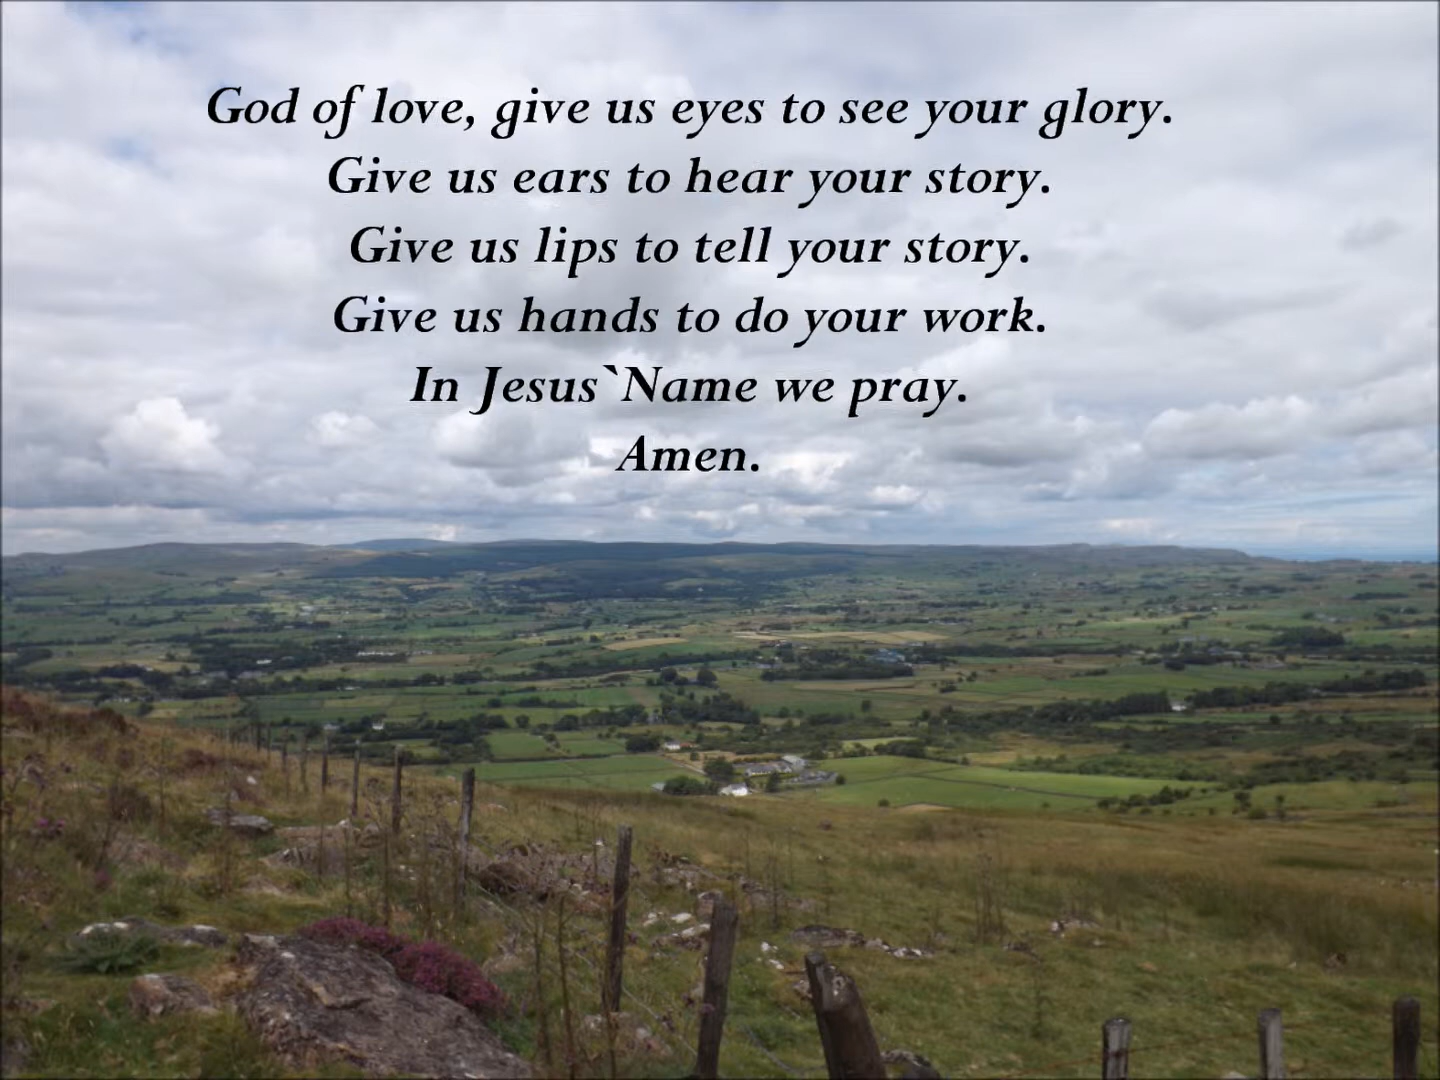 God of love, give us eyes to see your glory.
Give us ears to hear your story.
Give us lips to tell your story.
Give us hands to do your work.
In Jesus`Name we pray.
Amen.